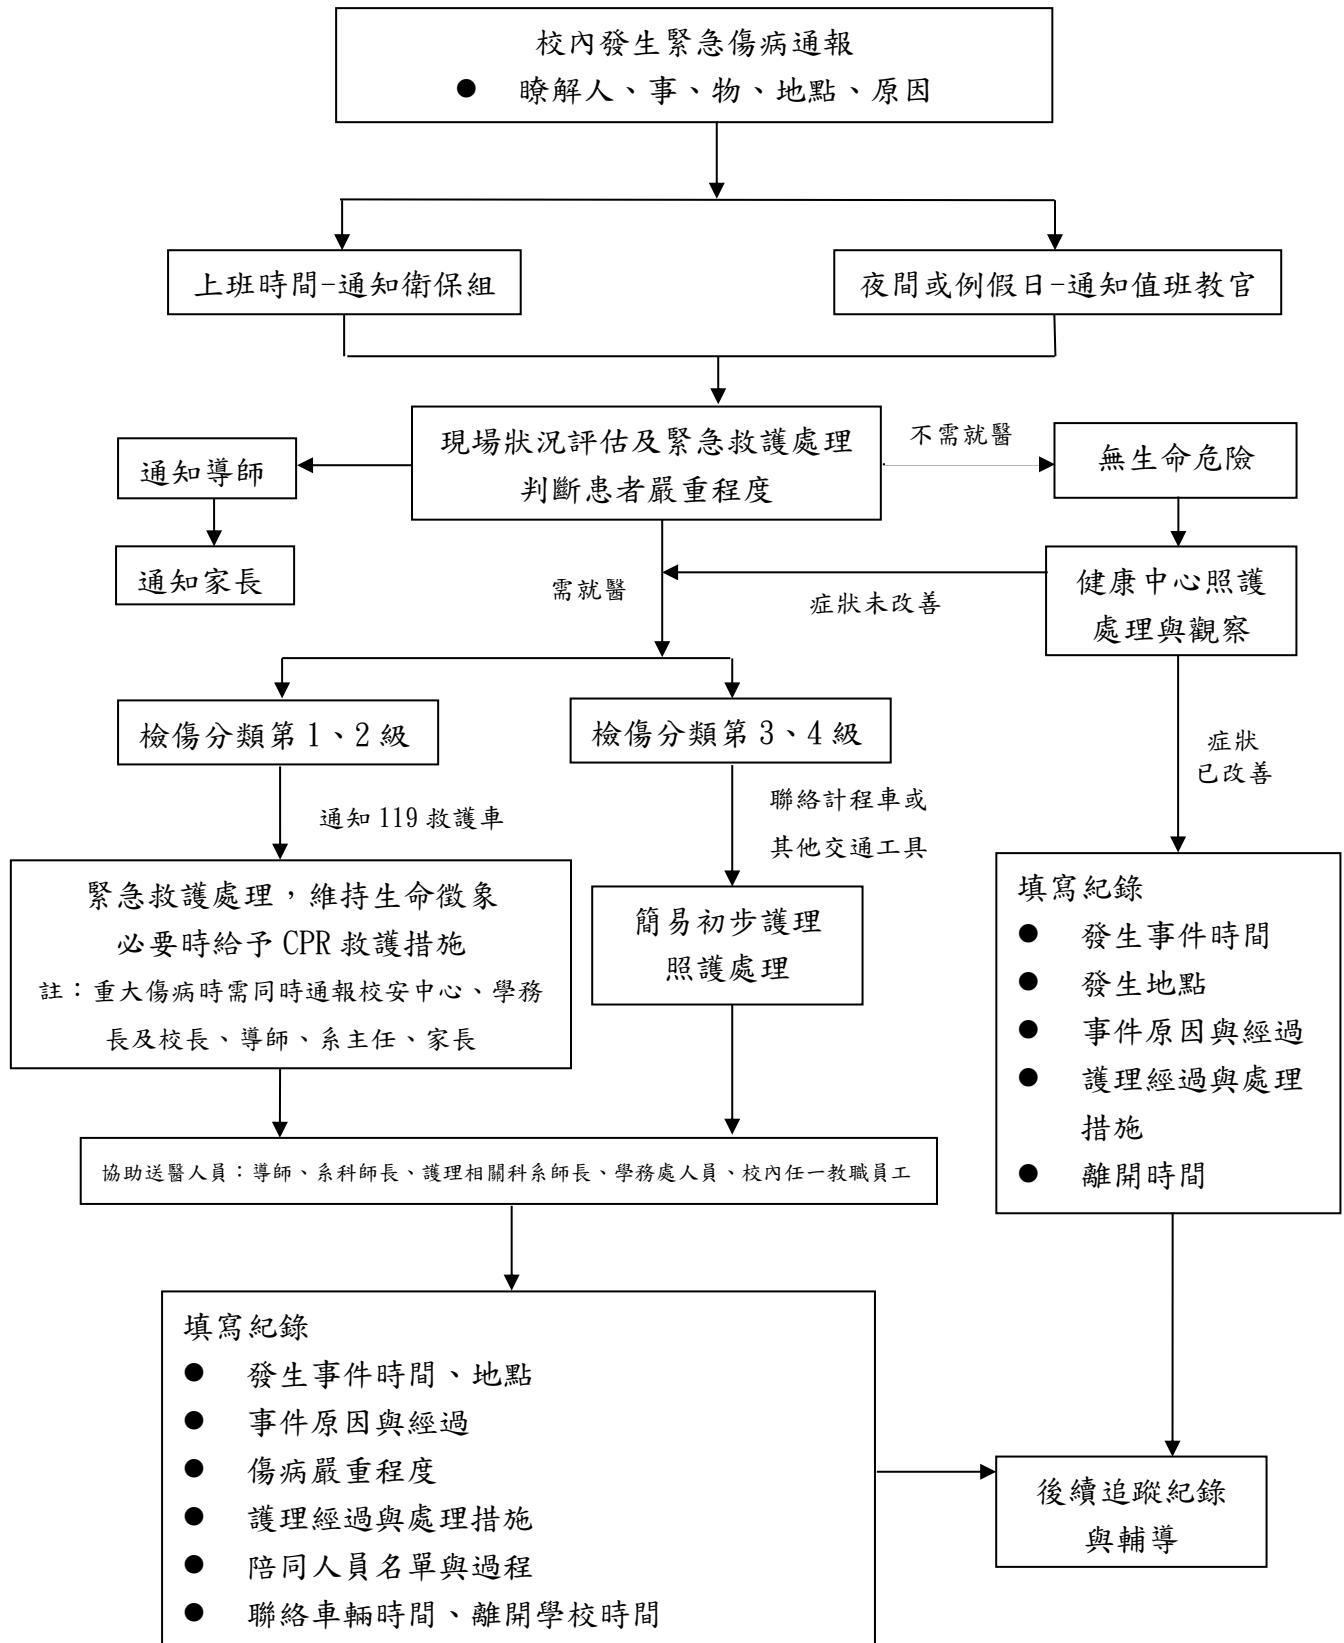 校內發生緊急傷病通報
● 瞭解人、事、物、地點、原因
上班時間-通知衛保組
夜間或例假日-通知值班教官
現場狀況評估及緊急救護處理
判斷患者嚴重程度
不需就醫
無生命危險
通知導師
通知家長
需就醫
症狀未改善
健康中心照護
處理與觀察
檢傷分類第 1、2 級
檢傷分類第 3、4 級
症狀
已改善
通知 119 救護車
聯絡計程車或
其他交通工具
緊急救護處理，維持生命徵象
必要時給予 CPR 救護措施
註：重大傷病時需同時通報校安中心、學務
長及校長、導師、系主任、家長
簡易初步護理
照護處理
填寫紀錄
● 發生事件時間
● 發生地點
● 事件原因與經過
● 護理經過與處理
措施
● 離開時間
協助送醫人員：導師、系科師長、護理相關科系師長、學務處人員、校內任一教職員工
填寫紀錄
● 發生事件時間、地點
● 事件原因與經過
● 傷病嚴重程度
● 護理經過與處理措施
● 陪同人員名單與過程
● 聯絡車輛時間、離開學校時間
後續追蹤紀錄
與輔導